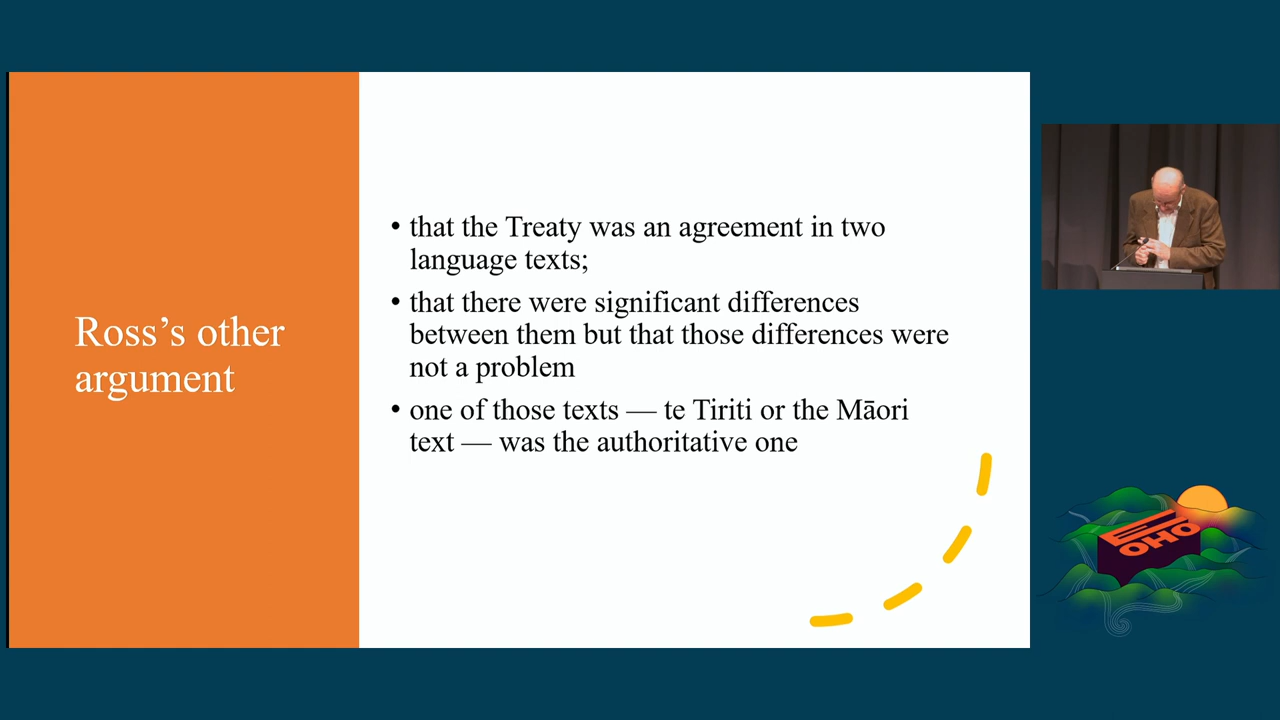 Ross’s other
argument
• that the Treaty was an agreement in two
language texts;
• that there were significant differences
between them but that those differences were
not a problem
• one of those texts — te Tiriti or the Māori
text — was the authoritative one
E
OHO